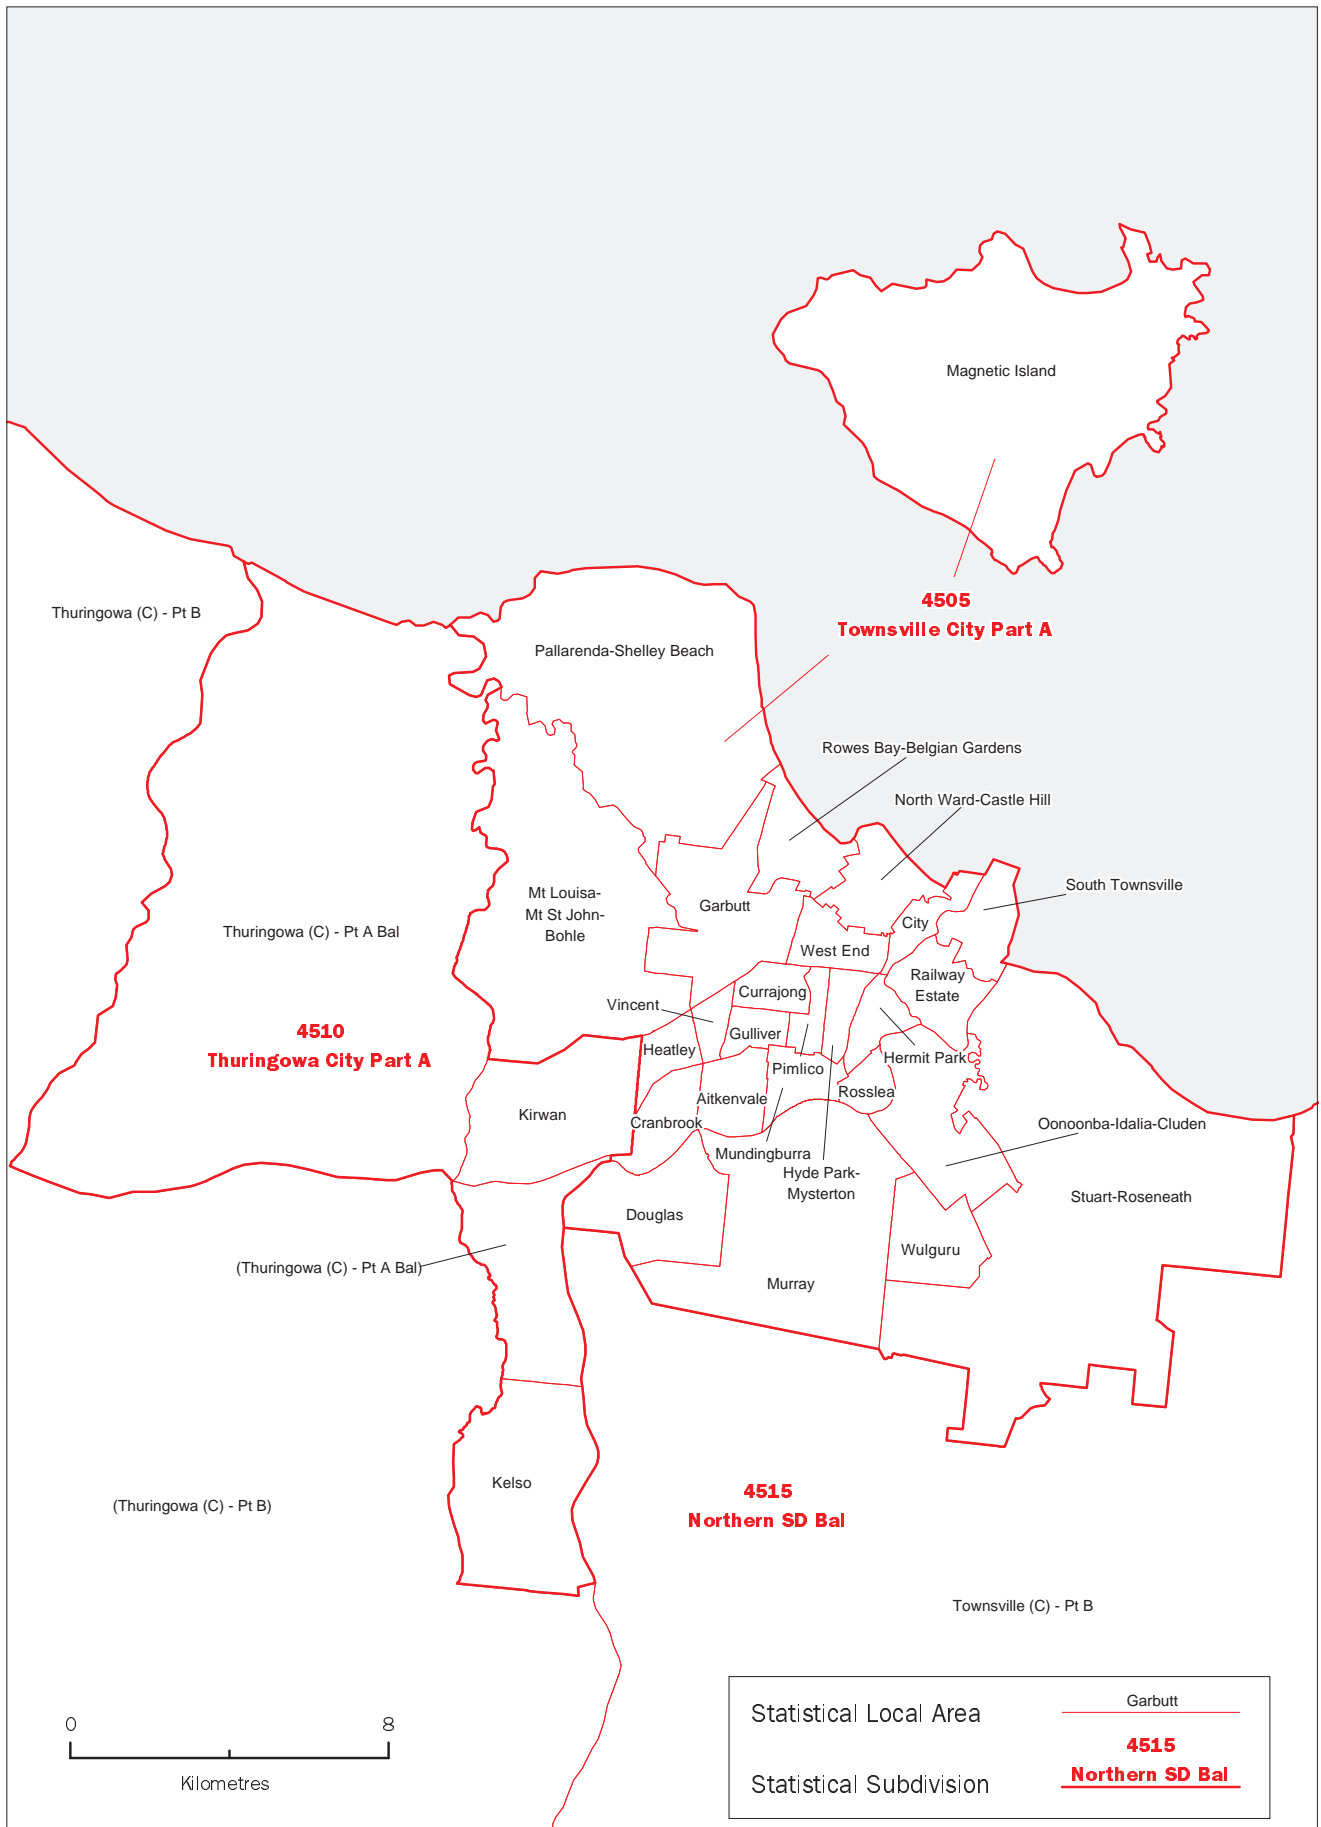 Magnetic Island
4505
Townsville City Part A
Thuringowa (C) - Pt B
Pallarenda-Shelley Beach
Rowes Bay-Belgian Gardens
North Ward-Castle Hill
South Townsville
Mt Louisa-
Mt St John-
Bohle
Garbutt
City
Thuringowa (C) - Pt A Bal
West End
Railway
Estate
Currajong
Vincent
4510
Thuringowa City Part A
Gulliver
Heatley
Hermit Park
Pimlico
Rosslea
Aitkenvale
Kirwan
Cranbrook
Oonoonba-Idalia-Cluden
Mundingburra
Hyde Park-
Mysterton
Stuart-Roseneath
Douglas
Wulguru
(Thuringowa (C) - Pt A Bal)
Murray
Kelso
4515
Northern SD Bal
(Thuringowa (C) - Pt B)
Townsville (C) - Pt B
0 8
Kilometres
Statistical Local Area
Garbutt
Statistical Subdivision
4515
Northern SD Bal